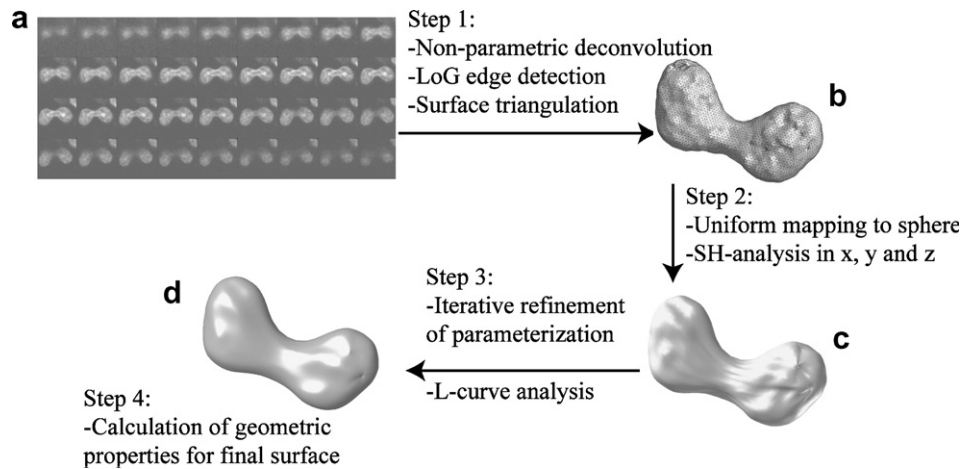 a
Step 1:
-Non-parametric deconvolution
-LoG edge detection
-Surface triangulation
b
Step 2:
-Uniform mapping to sphere
-SH-analysis in x, y and z
c
Step 3:
-Iterative refinement
of parameterization
-L-curve analysis
d
Step 4:
-Calculation of geometric
properties for final surface